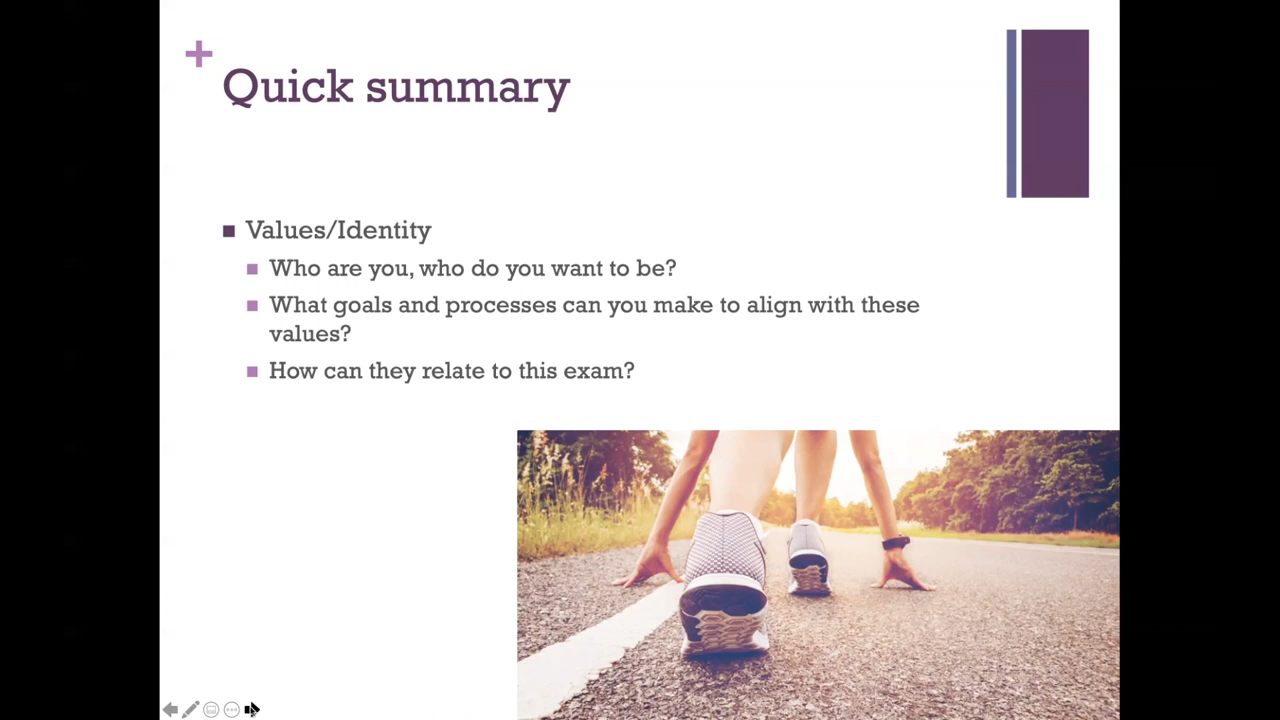 Quick summary
Values/Identity
Who are you, who do you want to be?
What goals and processes can you make to align with these
values?
How can they relate to this exam?